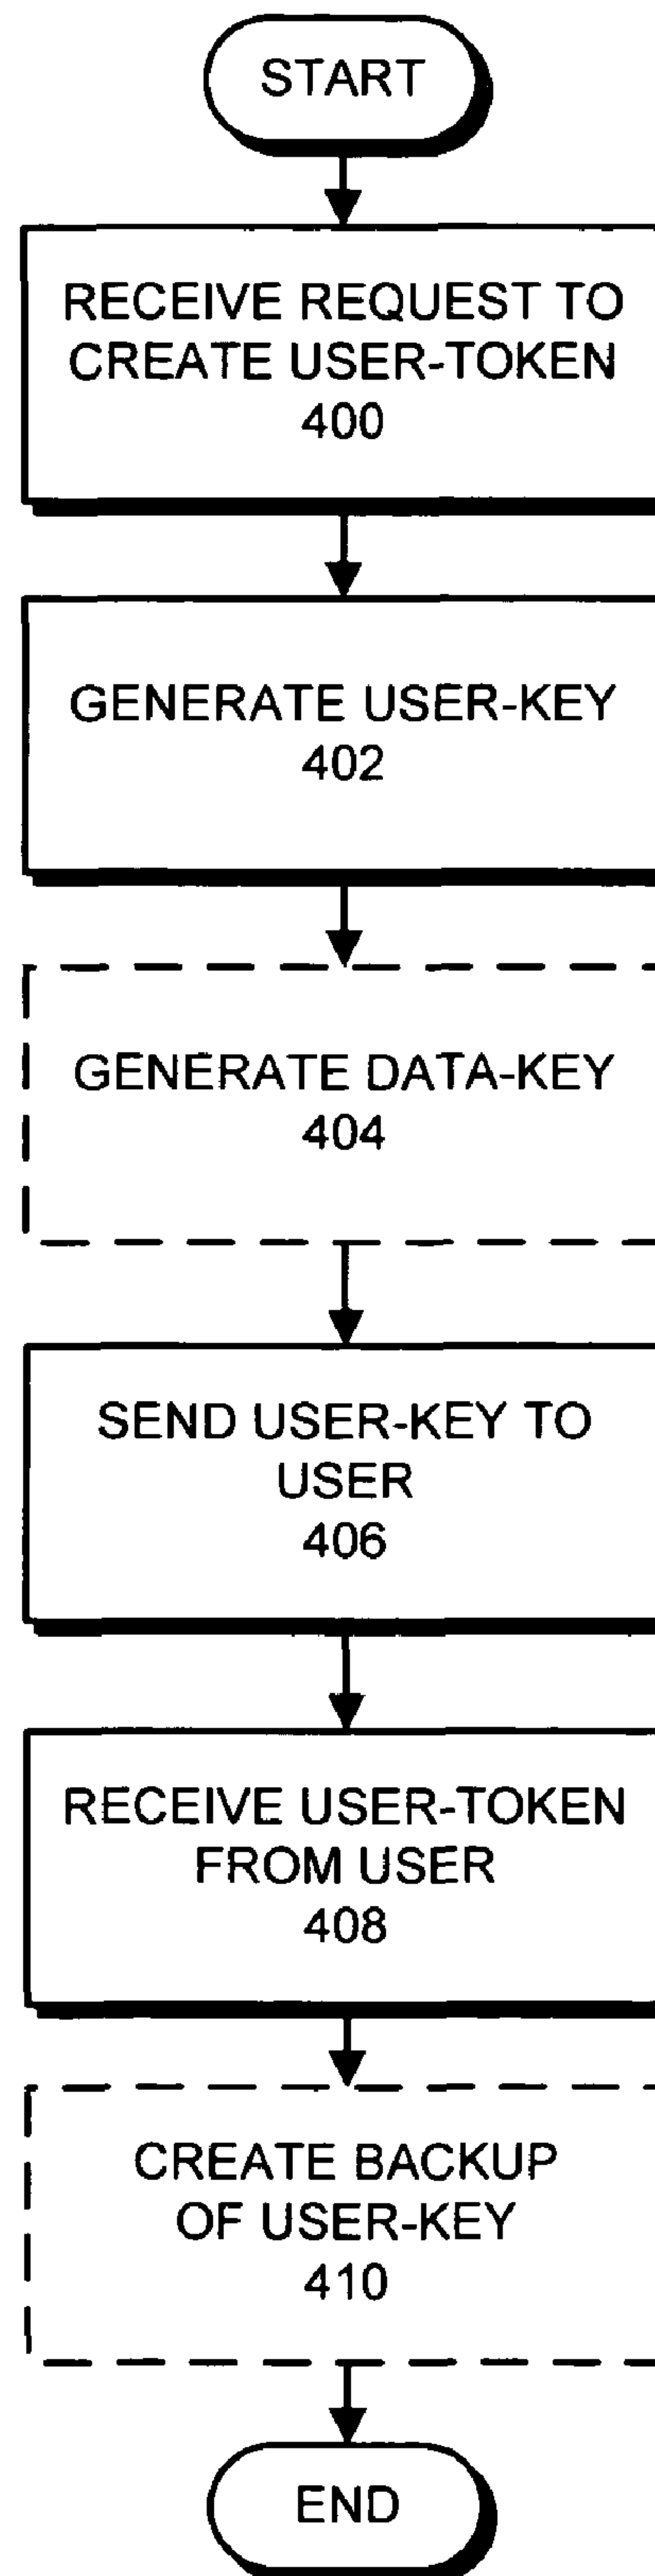 START
RECEIVE REQUEST TO
CREATE USER-TOKEN
400
GENERATE USER-KEY
402
GENERATE DATA-KEY
404
SEND USER-KEY TO
USER
406
RECEIVE USER-TOKEN
FROM USER
408
CREATE BACKUP
OF USER-KEY
410
END